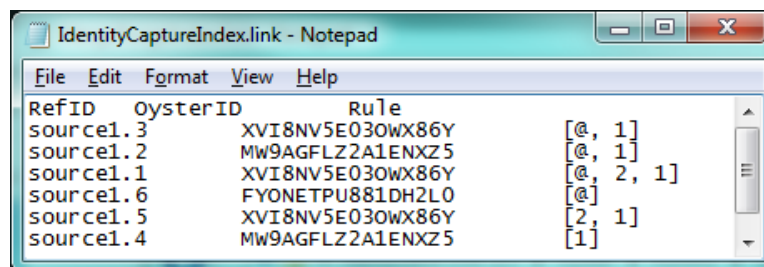 IdentityCaptureIndex.link - Notepad
File Edit Format View Help
RefID OysterID Rule
source1.3 XVI8NV5E03OWX86Y [@, 1]
source1.2 MW9AGFLZ2A1ENXZ5 [@, 1]
source1.1 XVI8NV5E03OWX86Y [@, 2, 1]
source1.6 FYONETPU881DH2L0 [@]
source1.5 XVI8NV5E03OWX86Y [2, 1]
source1.4 MW9AGFLZ2A1ENXZ5 [1]